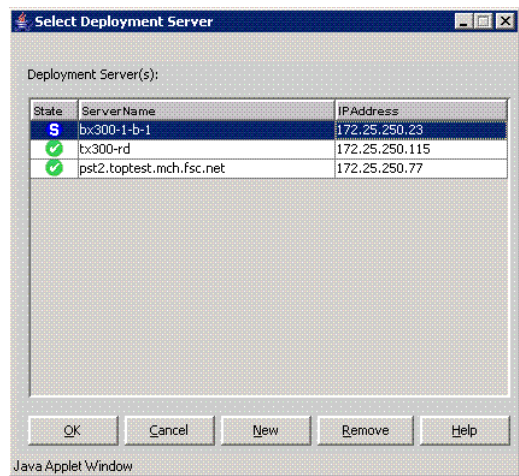 Select Deployment Server
Deployment Server(s):
State ServerName IPAddress
S bx300-1-b-1 172.25.250.23
tx300-rd 172.25.250.115
pst2.toptest.mch.fsc.net 172.25.250.77
OK Cancel New Remove Help
Java Applet Window